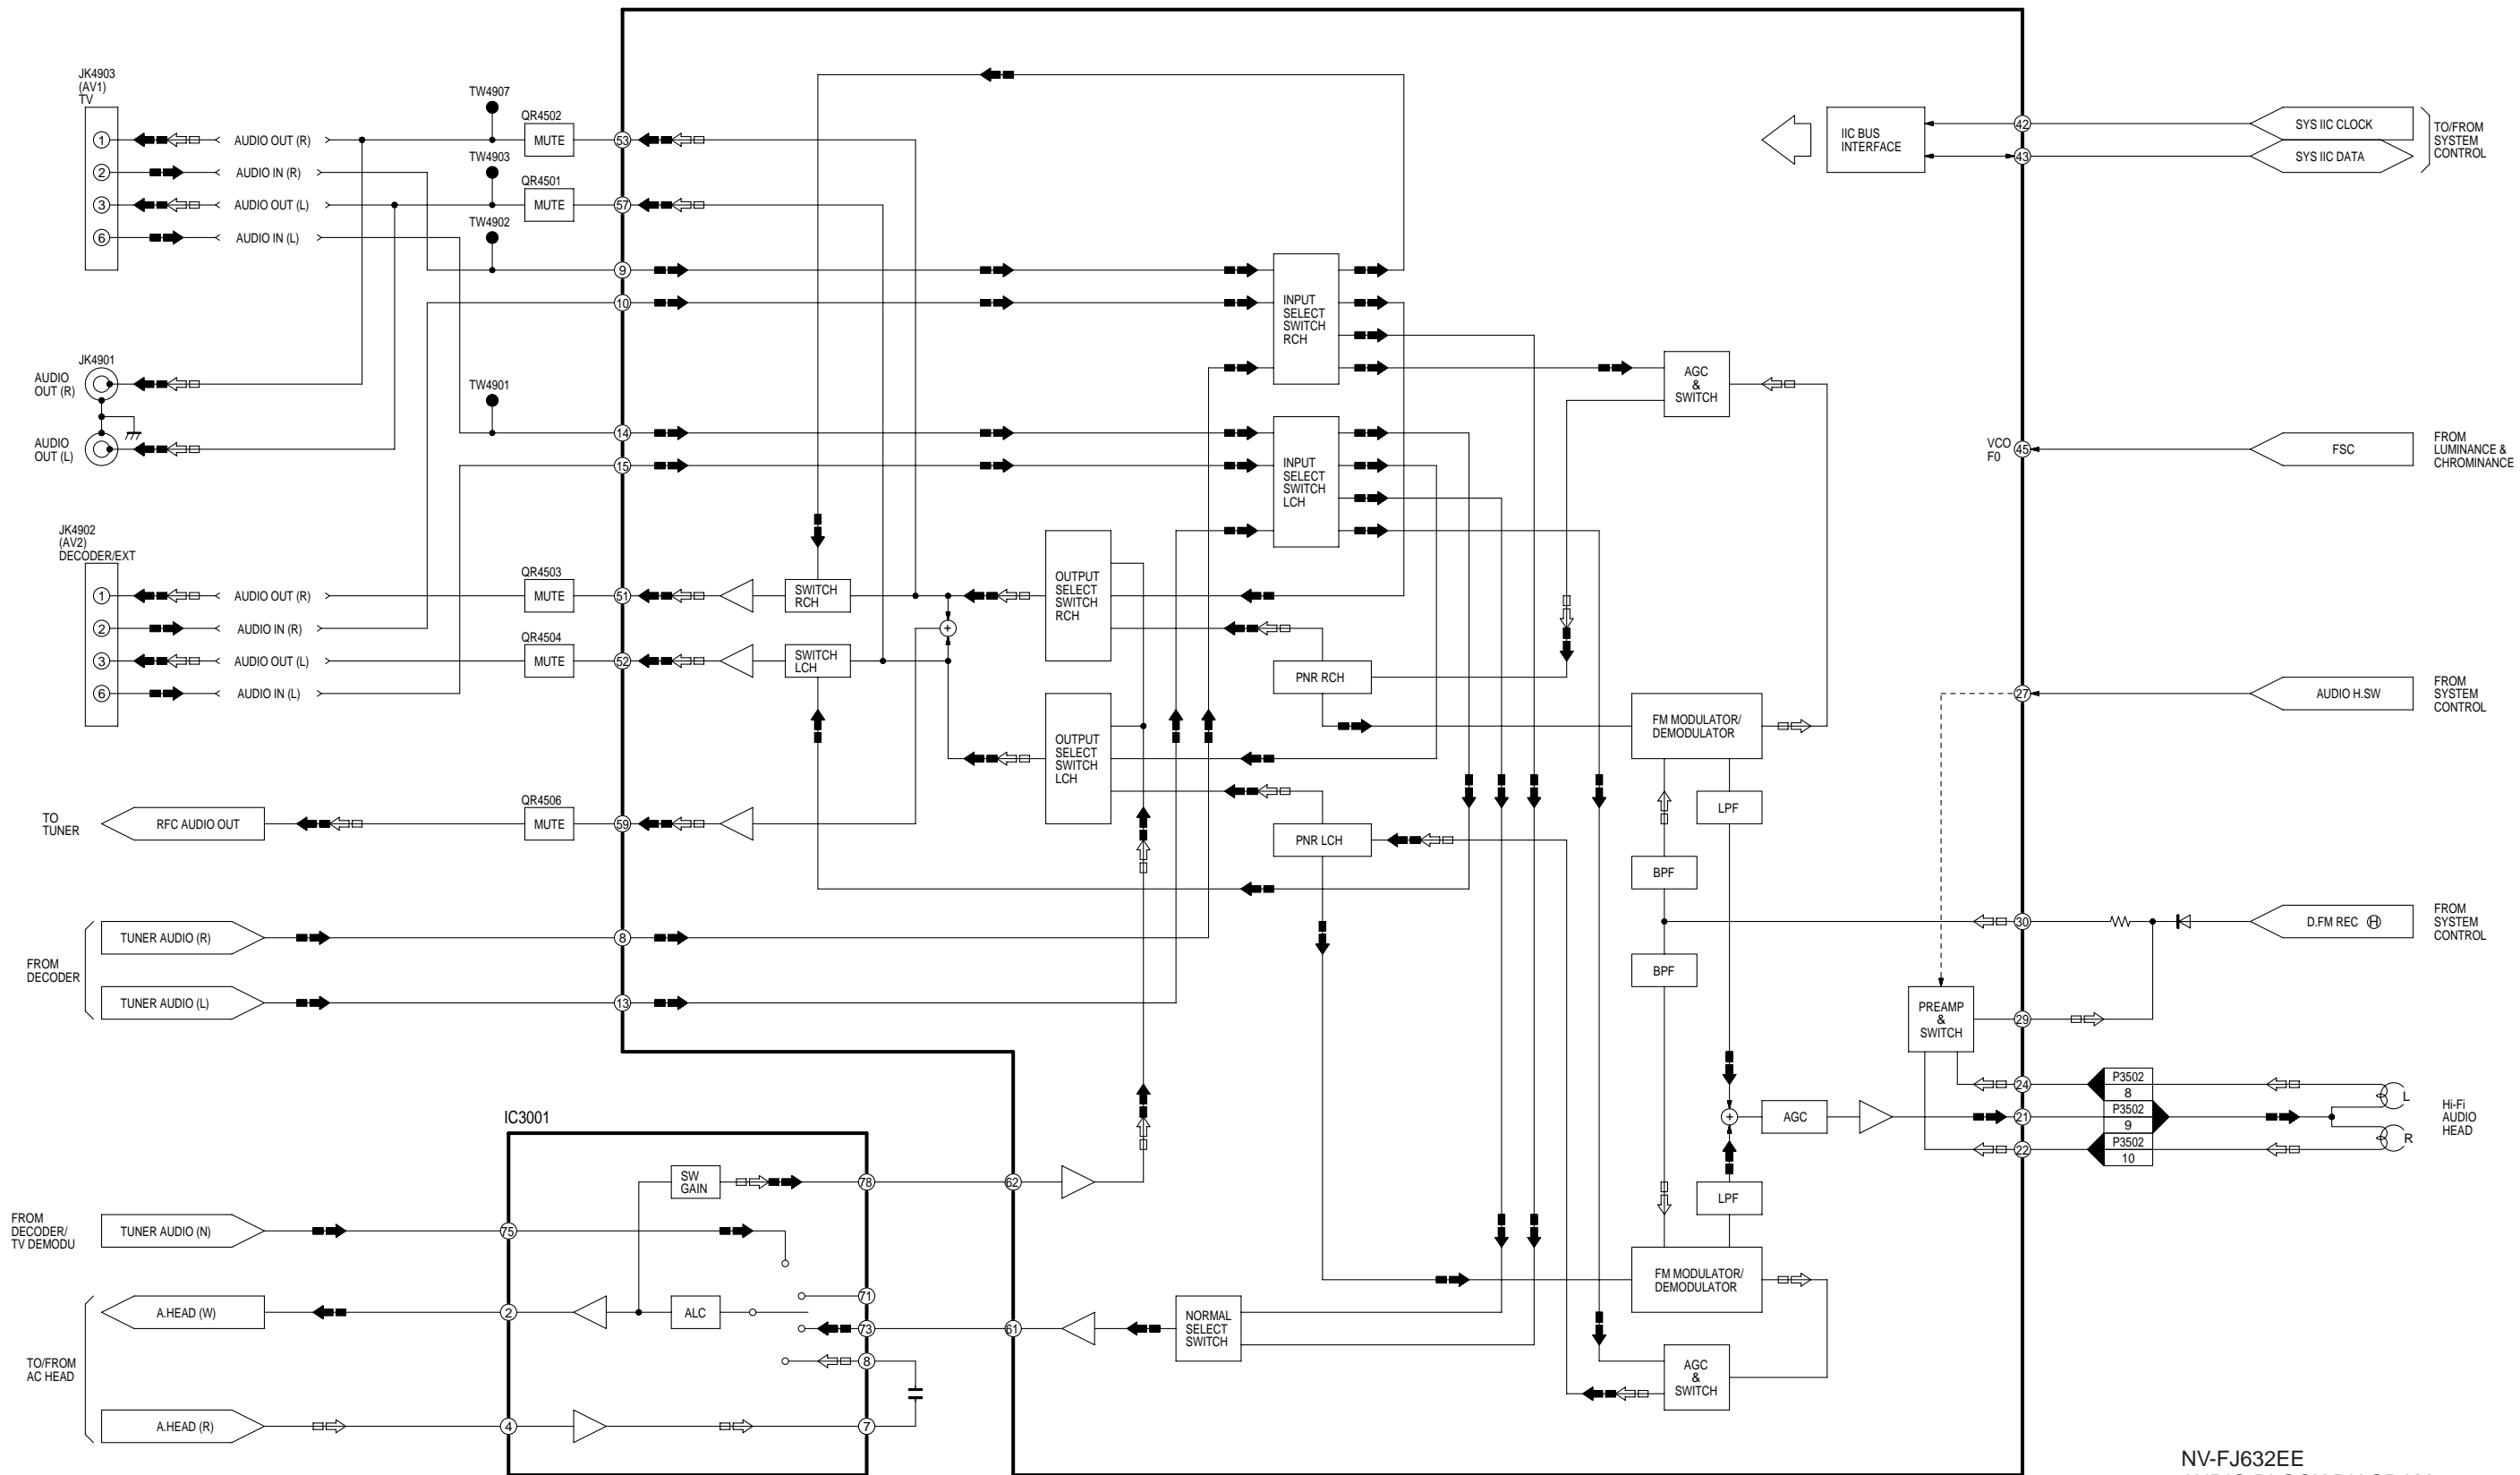 JK4903
(AV1)
TV
1
AUDIO OUT (R)
2
AUDIO IN (R)
3
AUDIO OUT (L)
6
AUDIO IN (L)
TW4907
QR4502
MUTE
53
TW4903
QR4501
MUTE
57
TW4902
9
10
JK4901
AUDIO
OUT (R)
AUDIO
OUT (L)
TW4901
14
15
JK4902
(AV2)
DECODER/EXT
1
AUDIO OUT (R)
2
AUDIO IN (R)
3
AUDIO OUT (L)
6
AUDIO IN (L)
QR4503
MUTE
51
QR4504
MUTE
52
SWITCH
RCH
SWITCH
LCH
+
OUTPUT
SELECT
SWITCH
RCH
OUTPUT
SELECT
SWITCH
LCH
INPUT
SELECT
SWITCH
RCH
INPUT
SELECT
SWITCH
LCH
PNR RCH
PNR LCH
AGC
&
SWITCH
FM MODULATOR/
DEMODULATOR
LPF
BPF
BPF
IIC BUS
INTERFACE
42
SYS IIC CLOCK
43
SYS IIC DATA
TO/FROM
SYSTEM
CONTROL
VCO
F0
45
FSC
FROM
LUMINANCE &
CHROMINANCE
27
AUDIO H.SW
FROM
SYSTEM
CONTROL
30
D.FM REC H
FROM
SYSTEM
CONTROL
PREAMP
&
SWITCH
29
24
P3502
8
21
P3502
9
22
P3502
10
L
R
Hi-Fi
AUDIO
HEAD
+
AGC
LPF
FM MODULATOR/
DEMODULATOR
AGC
&
SWITCH
NORMAL
SELECT
SWITCH
TO
TUNER
RFC AUDIO OUT
QR4506
MUTE
59
FROM
DECODER
TUNER AUDIO (R)
8
TUNER AUDIO (L)
13
IC3001
SW
GAIN
78
62
FROM
DECODER/
TV DEMODU
TUNER AUDIO (N)
75
71
TO/FROM
AC HEAD
A.HEAD (W)
2
ALC
73
61
8
A.HEAD (R)
4
7
NV-FJ632EE